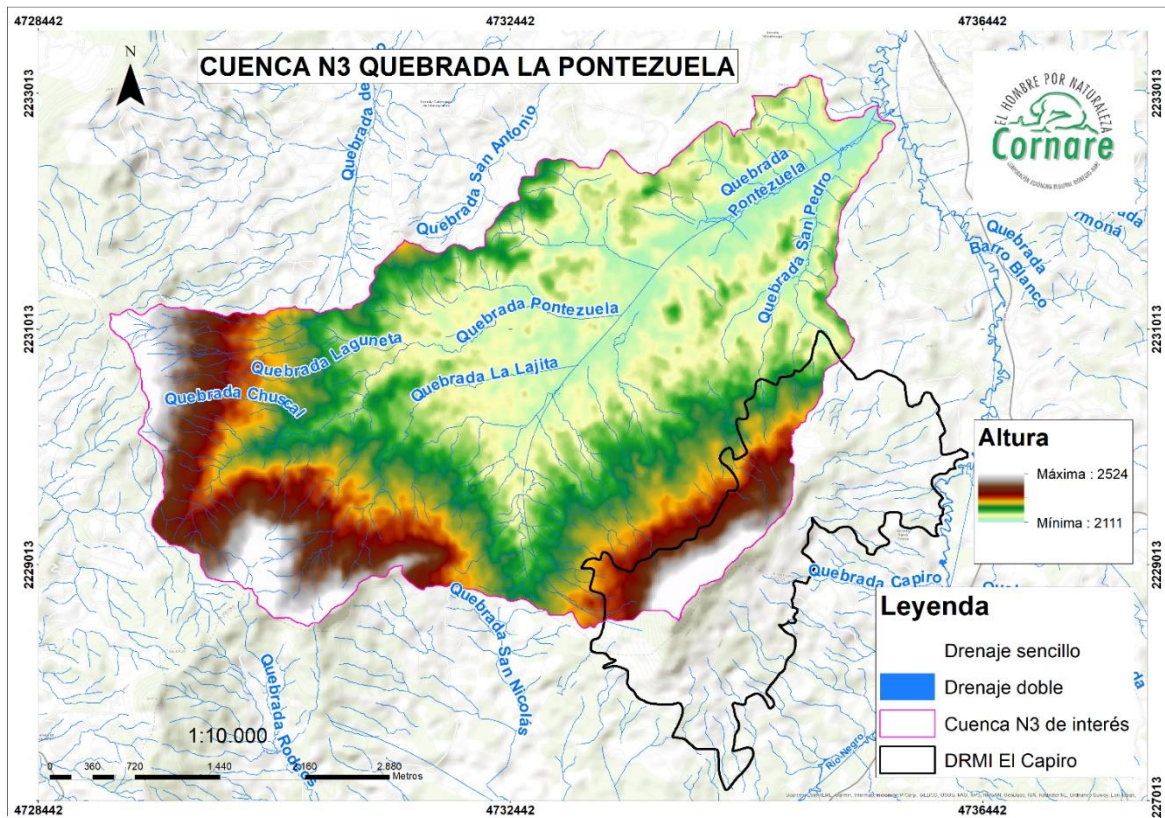 4728442
4732442
4736442
N
CUENCA N3 QUEBRADA LA PONTEZUELA
EL HOMBRE POR NATURALEZA
Cornare
2233013
2233013
Quebrada San Antonio
Quebrada
Pontezuela
Quebrada San Pedro
Quebrada
Barro Blanco
2231013
2231013
Quebrada Pontezuela
Quebrada Laguneta
Quebrada La Lajita
Quebrada Chuscal
Altura
Máxima : 2524
Mínima : 2111
2229013
2229013
Quebrada Capiro
Quebrada San Nicolás
Leyenda
Drenaje sencillo
Drenaje doble
Cuenca N3 de interés
DRMI El Capiro
Río Negro
1:10.000
0 360 720 1.440 2.160 2.880
Metros
2227013
4728442
4732442
4736442